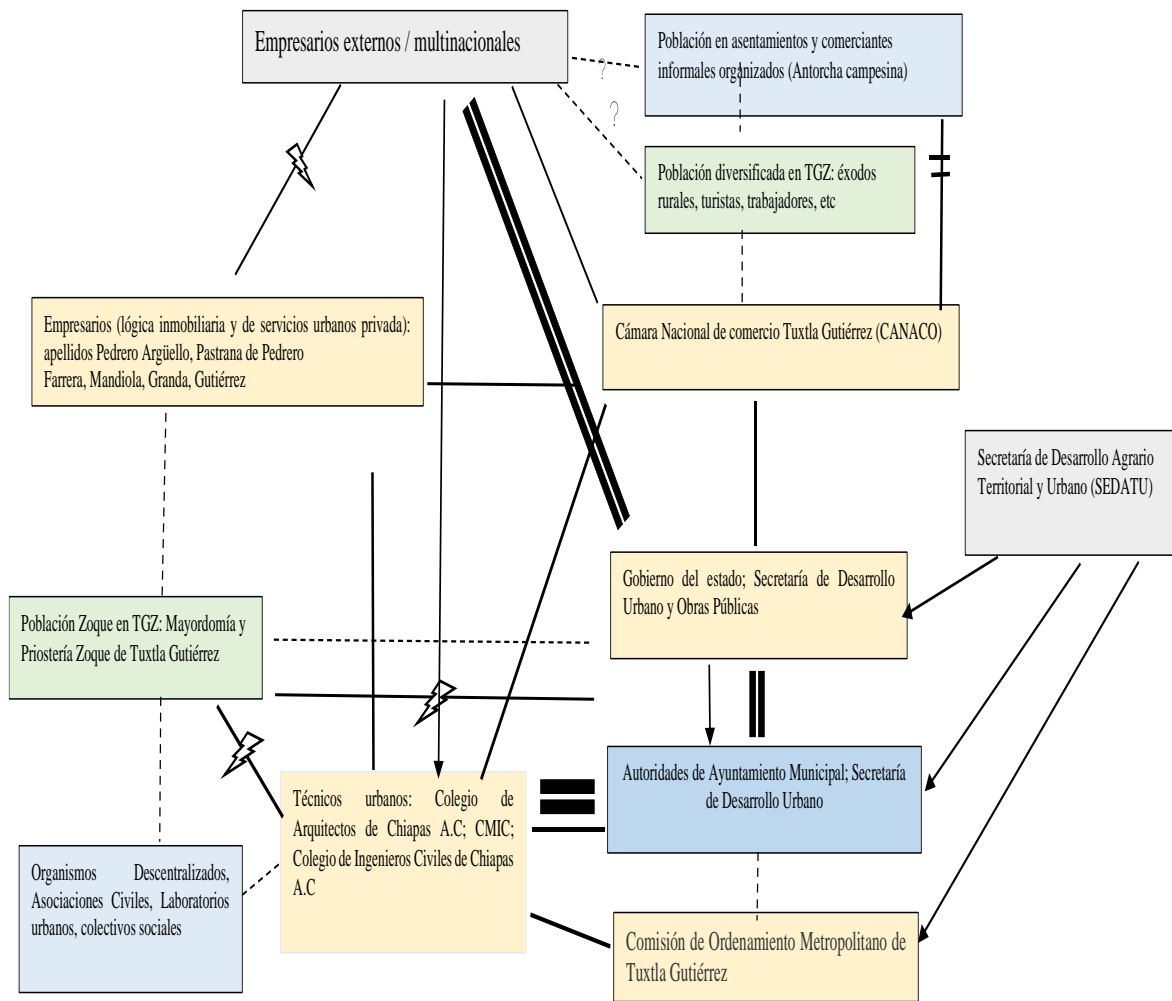 Empresarios externos / multinacionales
Población en asentamientos y comerciantes
informales organizados (Antorcha campesina)
?
?
Población diversificada en TGZ: éxodos
rurales, turistas, trabajadores, etc
Empresarios (lógica inmobiliaria y de servicios urbanos privada):
apellidos Pedrero Argüello, Pastrana de Pedrero
Farrera, Mandiola, Granda, Gutiérrez
Cámara Nacional de comercio Tuxtla Gutiérrez (CANACO)
Secretaría de Desarrollo Agrario
Territorial y Urbano (SEDATU)
Gobierno del estado; Secretaría de Desarrollo
Urbano y Obras Públicas
Población Zoque en TGZ: Mayordomía y
Priostería Zoque de Tuxtla Gutiérrez
Autoridades de Ayuntamiento Municipal; Secretaría
de Desarrollo Urbano
Técnicos urbanos: Colegio de
Arquitectos de Chiapas A.C; CMIC;
Colegio de Ingenieros Civiles de Chiapas
A.C
Organismos Descentralizados,
Asociaciones Civiles, Laboratorios
urbanos, colectivos sociales
Comisión de Ordenamiento Metropolitano de
Tuxtla Gutiérrez